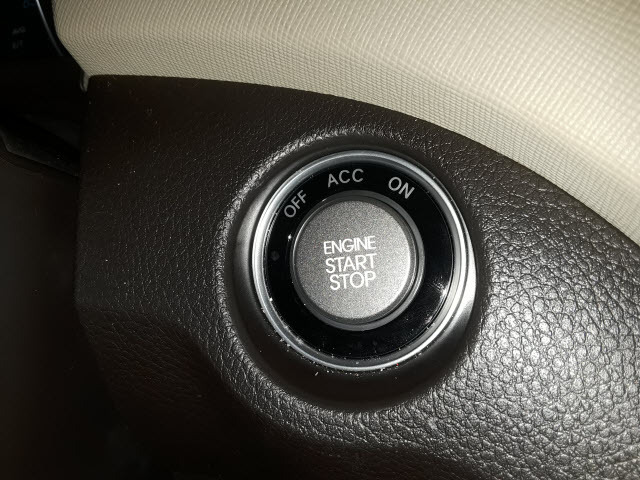 OFF ACC ON
ENGINE
START
STOP